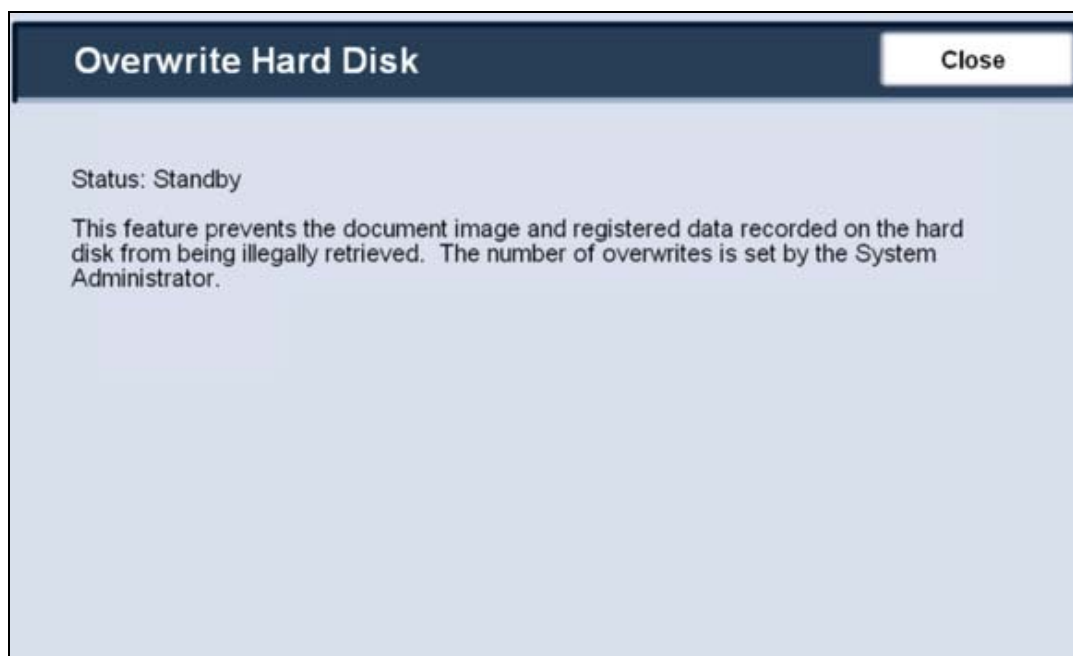 Overwrite Hard Disk
Close
Status: Standby
This feature prevents the document image and registered data recorded on the hard
disk from being illegally retrieved.  The number of overwrites is set by the System
Administrator.